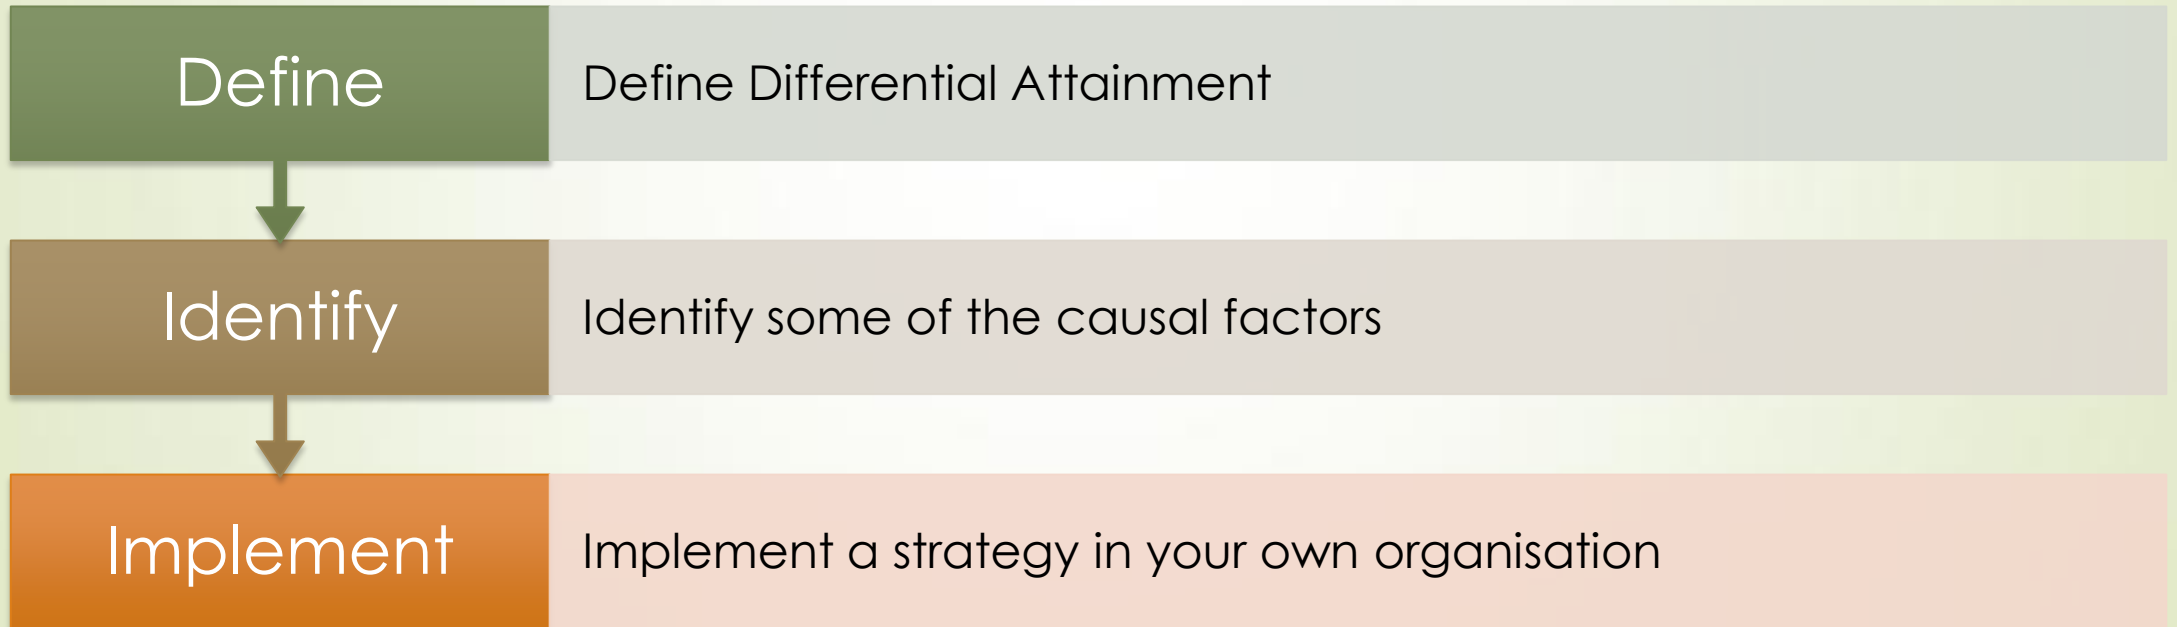 Define
Define Differential Attainment
Identify
Identify some of the causal factors
Implement
Implement a strategy in your own organisation